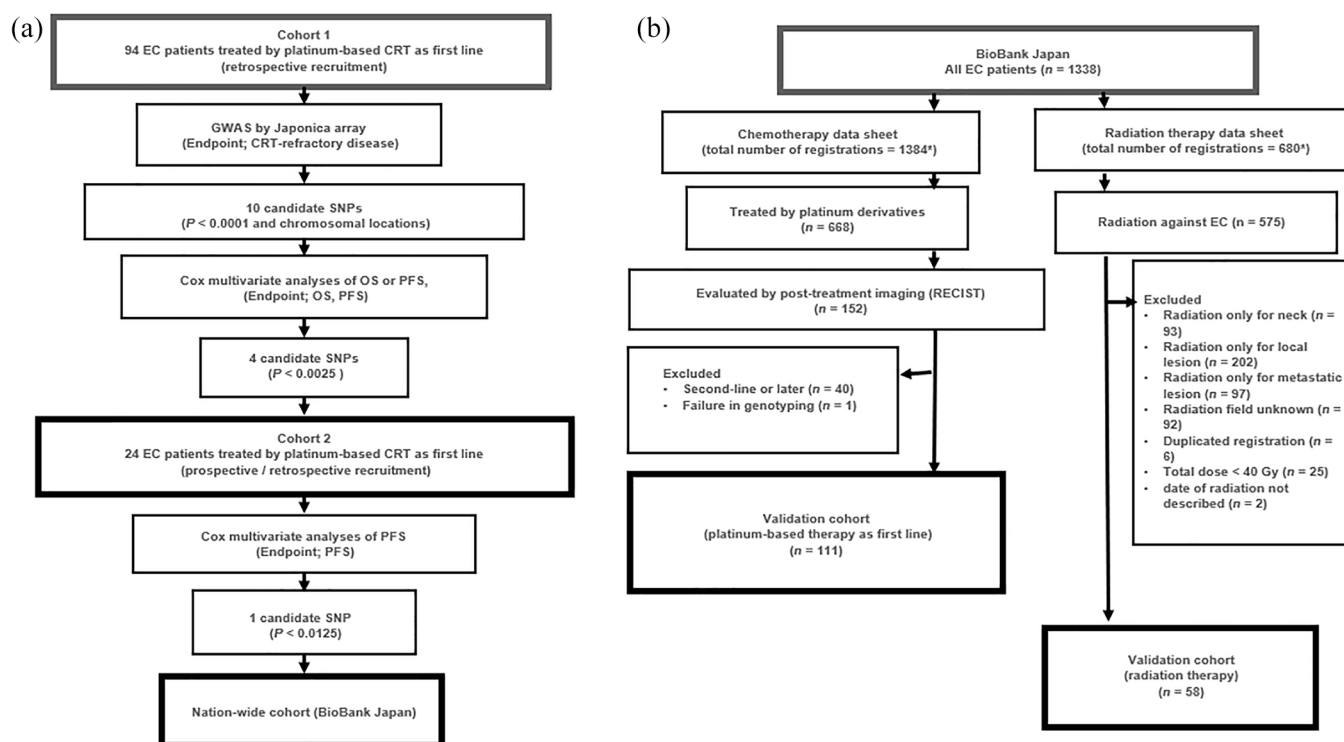 (a)
Cohort 1
94 EC patients treated by platinum-based CRT as first line
(retrospective recruitment)
GWAS by Japonica array
(Endpoint; CRT-refractory disease)
10 candidate SNPs
(P < 0.0001 and chromosomal locations)
Cox multivariate analyses of OS or PFS,
(Endpoint; OS, PFS)
4 candidate SNPs
(P < 0.0025 )
Cohort 2
24 EC patients treated by platinum-based CRT as first line
(prospective / retrospective recruitment)
Cox multivariate analyses of PFS
(Endpoint; PFS)
1 candidate SNP
(P < 0.0125)
Nation-wide cohort (BioBank Japan)
(b)
BioBank Japan
All EC patients (n = 1338)
Chemotherapy data sheet
(total number of registrations = 1384*)
Treated by platinum derivatives
(n = 668)
Evaluated by post-treatment imaging (RECIST)
(n = 152)
Excluded
• Second-line or later (n = 40)
• Failure in genotyping (n = 1)
Validation cohort
(platinum-based therapy as first line)
(n = 111)
Radiation therapy data sheet
(total number of registrations = 680*)
Radiation against EC (n = 575)
Excluded
• Radiation only for neck (n =
93)
• Radiation only for local
lesion (n = 202)
• Radiation only for metastatic
lesion (n = 97)
• Radiation field unknown (n =
92)
• Duplicated registration (n =
6)
• Total dose < 40 Gy (n = 25)
• date of radiation not
described (n = 2)
Validation cohort
(radiation therapy)
(n = 58)